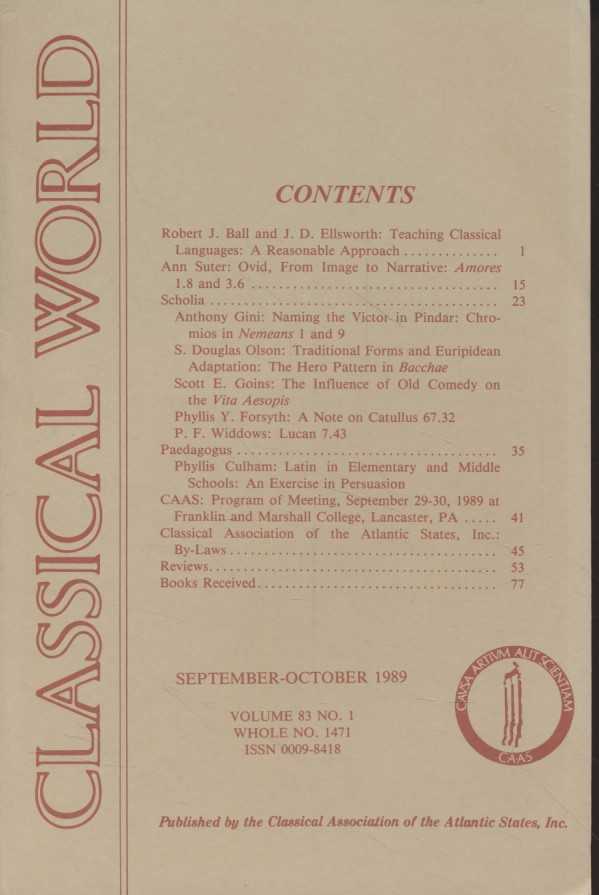 CLASSICAL WORLD
CONTENTS
Robert J. Ball and J. D. Ellsworth: Teaching Classical
Languages: A Reasonable Approach .............. 1
Ann Suter: Ovid, From Image to Narrative: Amores
1.8 and 3.6 .................................... 15
Scholia .......................................... 23
Anthony Gini: Naming the Victor in Pindar: Chro-
mios in Nemeans 1 and 9
S. Douglas Olson: Traditional Forms and Euripidean
Adaptation: The Hero Pattern in Bacchae
Scott E. Goins: The Influence of Old Comedy on
the Vita Aesopis
Phyllis Y. Forsyth: A Note on Catullus 67.32
P. F. Widdows: Lucan 7.43
Paedagogus ...................................... 35
Phyllis Culham: Latin in Elementary and Middle
Schools: An Exercise in Persuasion
CAAS: Program of Meeting, September 29-30, 1989 at
Franklin and Marshall College, Lancaster, PA ..... 41
Classical Association of the Atlantic States, Inc.:
By-Laws ....................................... 45
Reviews.......................................... 53
Books Received................................... 77
SEPTEMBER-OCTOBER 1989
VOLUME 83 NO. 1
WHOLE NO. 1471
ISSN 0009-8418
CAVSA ARTIVM ALIT SCIENTIAM
CAAS
Published by the Classical Association of the Atlantic States, Inc.